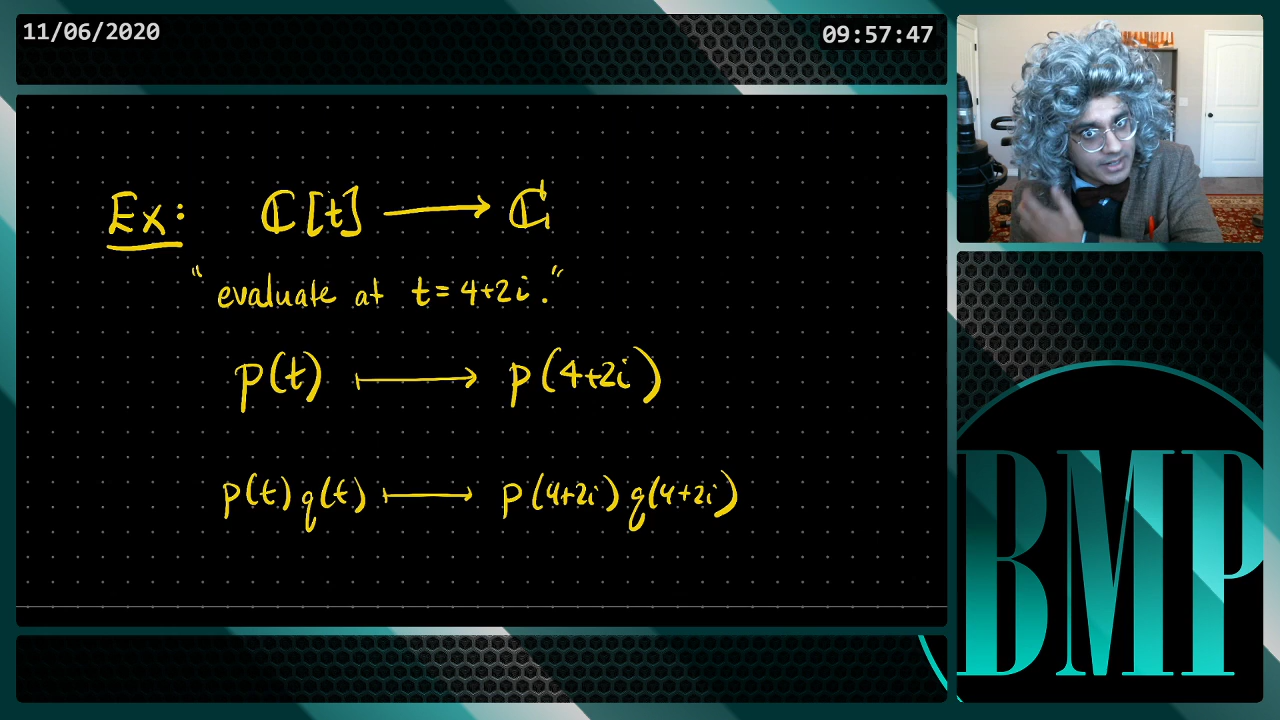 11/06/2020
09:57:47
Ex: ℂ[t] ⟶ ℂ
"evaluate at t=4+2i."
p(t) ⟼ p(4+2i)
p(t)q(t) ⟼ p(4+2i)q(4+2i)
BMP